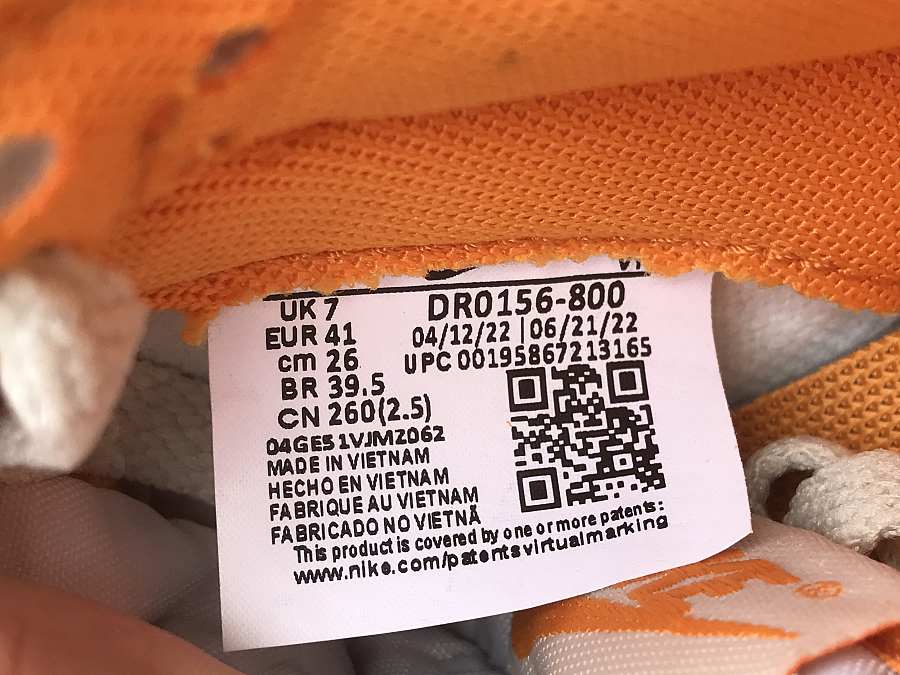 UK 7
EUR 41
cm 26
BR 39.5
CN 260(2.5)
DR0156-800
04/12/22 | 06/21/22
UPC 00195867213165
04GE51VJMZ062
MADE IN VIETNAM
HECHO EN VIETNAM
FABRIQUE AU VIETNAM
FABRICADO NO VIETNÃ
This product is covered by one or more patents:
www.nike.com/patentsvirtualmarking
®